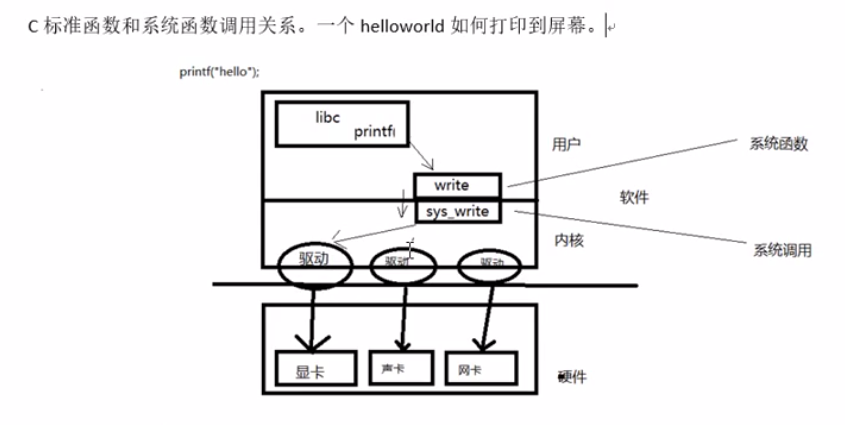 C 标准函数和系统函数调用关系。一个 helloworld 如何打印到屏幕。
printf("hello");
libc
printf
用户
系统函数
write
软件
sys_write
内核
系统调用
驱动 驱动 驱动
显卡 声卡 网卡
硬件